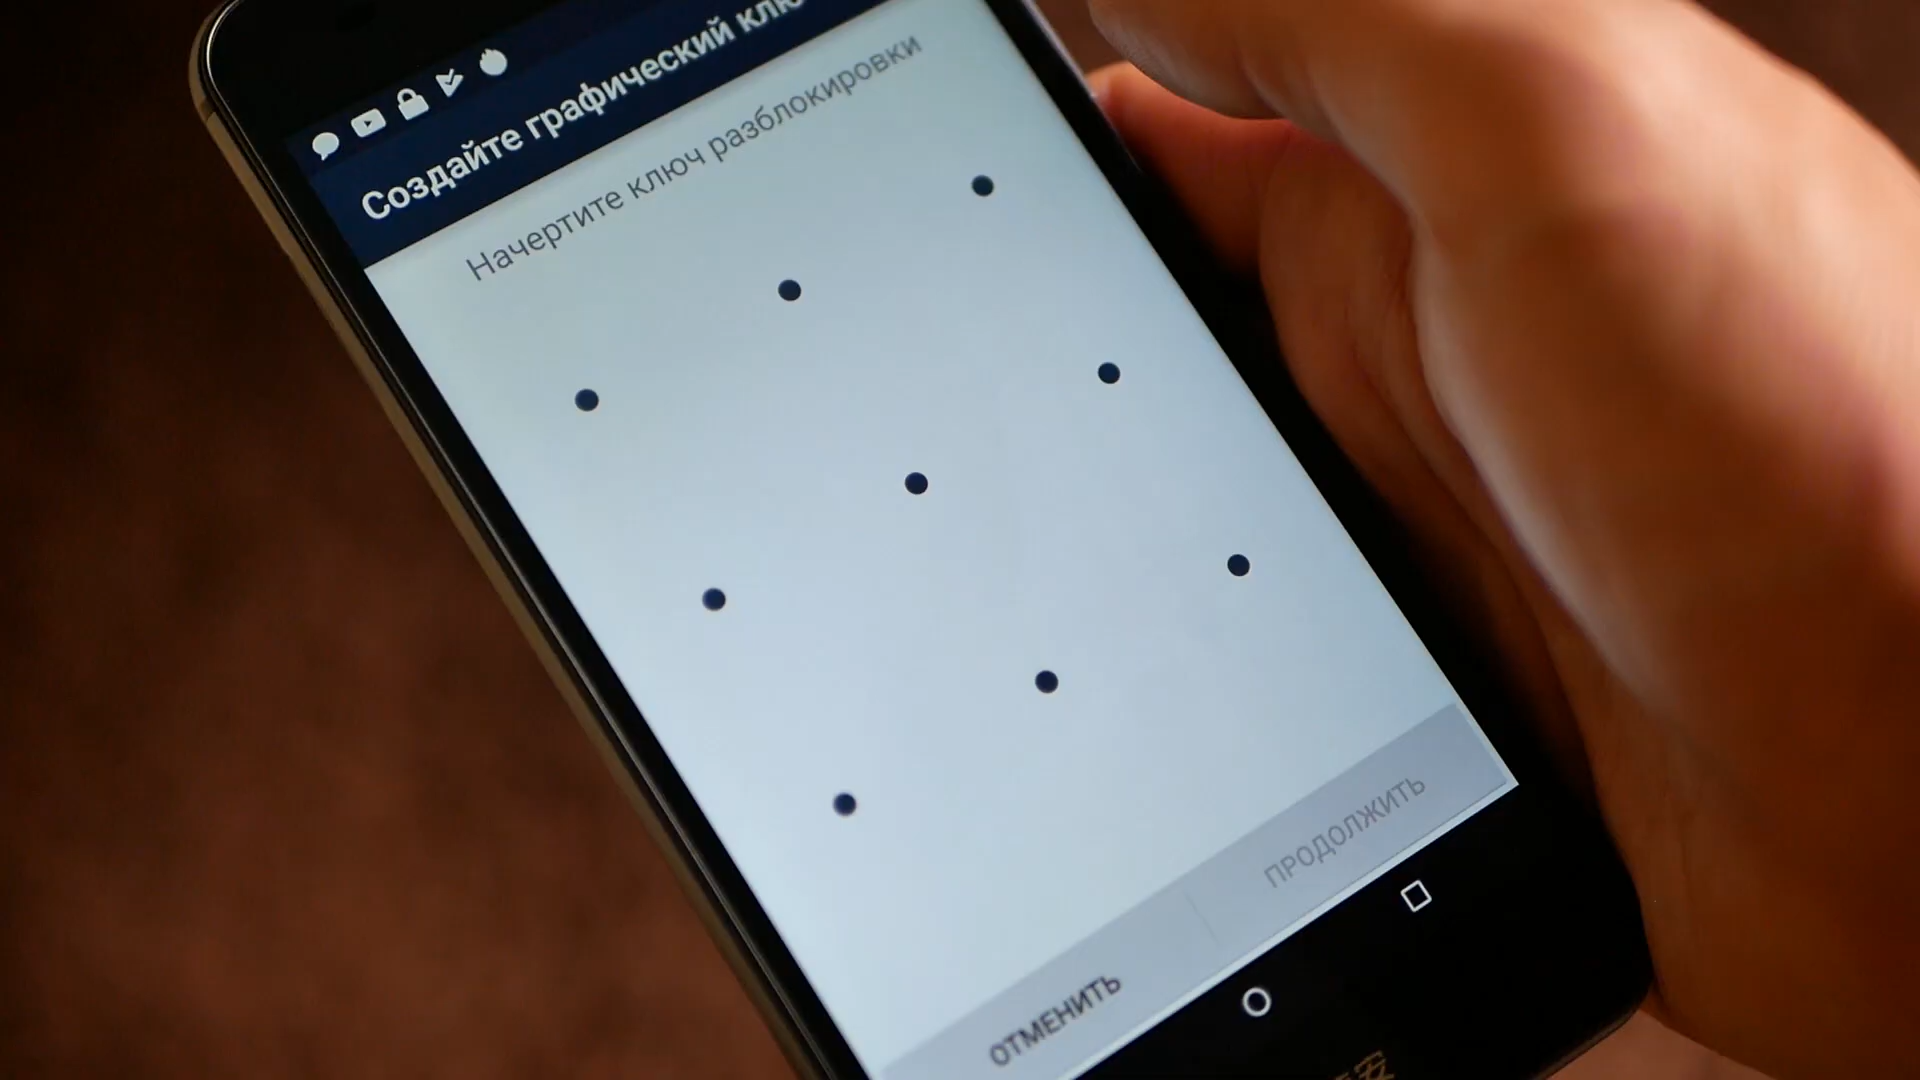 Создайте графический клю
Начертите ключ разблокировки
ОТМЕНИТЬ
ПРОДОЛЖИТЬ